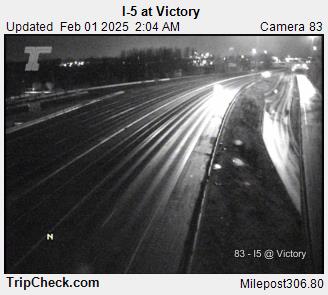 I-5 at Victory
Updated  Feb 01 2025  2:04 AM
Camera 83
T
N
83 - I5 @ Victory
TripCheck.com
Milepost306.80